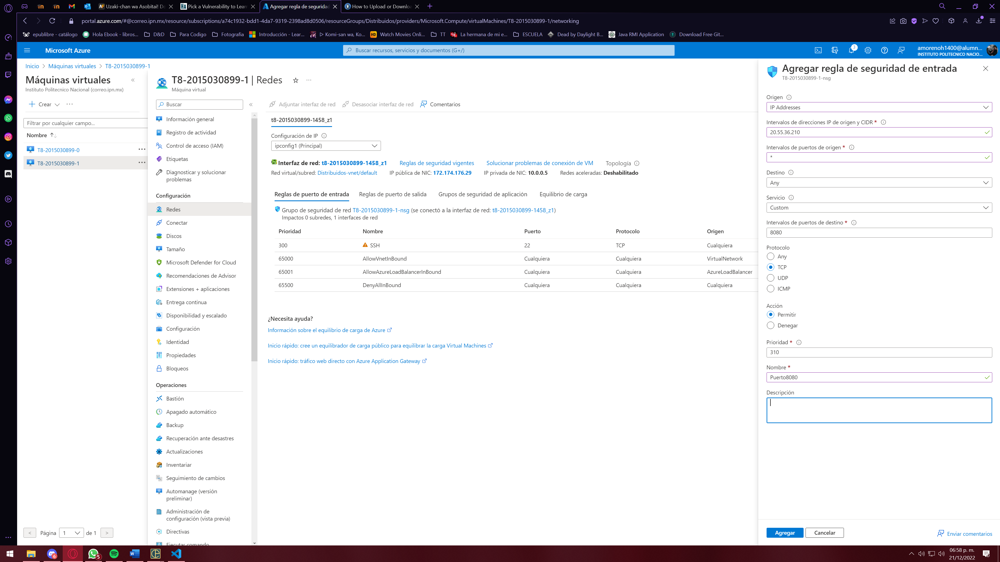 Uzaki-chan wa Asobitai! Do
Pick a Vulnerability to Lear
Agregar regla de seguridad
How to Upload or Downloa
portal.azure.com/#@correo.ipn.mx/resource/subscriptions/a74c1932-bdd1-4da7-9319-2398ad8d0506/resourceGroups/Distribuidos/providers/Microsoft.Compute/virtualMachines/T8-2015030899-1/networking
epublibre - catálogo
Hola Ebook - libros...
D&D
Para Codigo
Fotografia
Introducción - Lear...
▷ Komi-san wa, Ko...
Watch Movies Onli...
TT
La hermana de mi e...
ESCUELA
Dead by Daylight B...
Java RMI Application
Download Free Git...
Microsoft Azure
Buscar recursos, servicios y documentos (G+/)
3
amorenoh1400@alumn...
INSTITUTO POLITECNICO NACIO...
Inicio > Máquinas virtuales > T8-2015030899-1
Máquinas virtuales
Instituto Politecnico Nacional (correo.ipn.mx)
Crear
Filtrar por cualquier campo...
Nombre
T8-2015030899-0
T8-2015030899-1
< Página 1 de 1 >
T8-2015030899-1 | Redes
Máquina virtual
Buscar
Información general
Registro de actividad
Control de acceso (IAM)
Etiquetas
Diagnosticar y solucionar
problemas
Configuración
Redes
Conectar
Discos
Tamaño
Microsoft Defender for Cloud
Recomendaciones de Advisor
Extensiones + aplicaciones
Entrega continua
Disponibilidad y escalado
Configuración
Identidad
Propiedades
Bloqueos
Operaciones
Bastión
Apagado automático
Backup
Recuperación ante desastres
Actualizaciones
Inventariar
Seguimiento de cambios
Automanage (versión
preliminar)
Administración de
configuración (vista previa)
Directivas
Ejecutar comando
Adjuntar interfaz de red
Desasociar interfaz de red
Comentarios
t8-2015030899-1458_z1
Configuración de IP
ipconfig1 (Principal)
Interfaz de red: t8-2015030899-1458_z1 Reglas de seguridad vigentes Solucionar problemas de conexión de VM Topología
Red virtual/subred: Distribuidos-vnet/default IP pública de NIC: 172.174.176.29 IP privada de NIC: 10.0.0.5 Redes aceleradas: Deshabilitado
Reglas de puerto de entrada Reglas de puerto de salida Grupos de seguridad de aplicación Equilibrio de carga
Grupo de seguridad de red T8-2015030899-1-nsg (se conectó a la interfaz de red: t8-2015030899-1458_z1)
Impactos 0 subredes, 1 interfaces de red
Prioridad Nombre Puerto Protocolo Origen
300 SSH 22 TCP Cualquiera
65000 AllowVnetInBound Cualquiera Cualquiera VirtualNetwork
65001 AllowAzureLoadBalancerInBound Cualquiera Cualquiera AzureLoadBalancer
65500 DenyAllInBound Cualquiera Cualquiera Cualquiera
¿Necesita ayuda?
Información sobre el equilibrio de carga de Azure
Inicio rápido: cree un equilibrador de carga público para equilibrar la carga Virtual Machines
Inicio rápido: tráfico web directo con Azure Application Gateway
Agregar regla de seguridad de entrada
T8-2015030899-1-nsg
Origen
IP Addresses
Intervalos de direcciones IP de origen y CIDR *
20.55.36.210
Intervalos de puertos de origen *
*
Destino
Any
Servicio
Custom
Intervalos de puertos de destino *
8080
Protocolo
Any
TCP
UDP
ICMP
Acción
Permitir
Denegar
Prioridad *
310
Nombre *
Puerto8080
Descripción
Agregar
Cancelar
Enviar comentarios
6
5
06:58 p. m.
21/12/2022